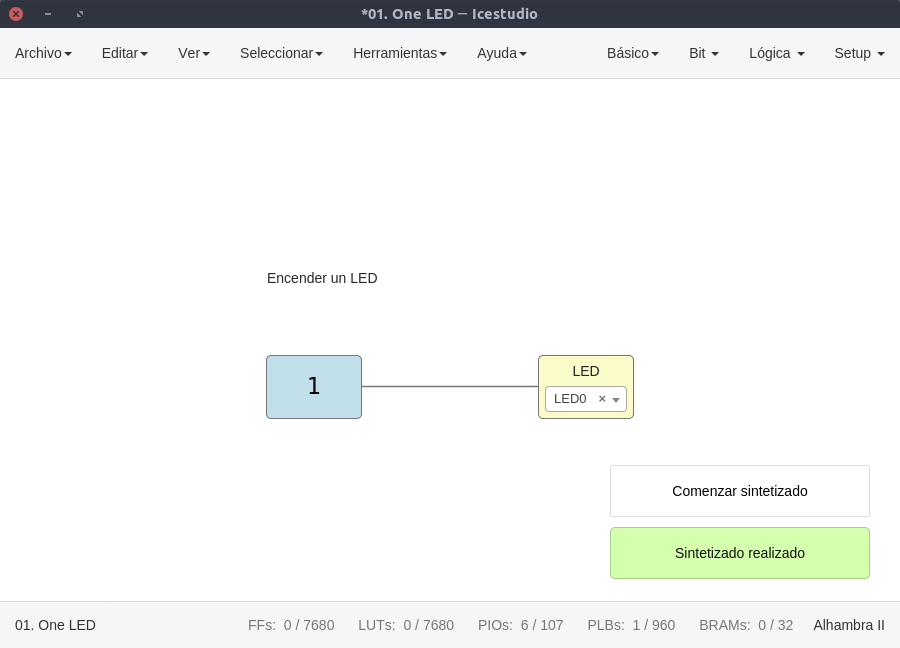 *01. One LED — Icestudio
Archivo Editar Ver Seleccionar Herramientas Ayuda Básico Bit Lógica Setup
Encender un LED
1
LED
LED0 ×
Comenzar sintetizado
Sintetizado realizado
01. One LED FFs: 0 / 7680 LUTs: 0 / 7680 PIOs: 6 / 107 PLBs: 1 / 960 BRAMs: 0 / 32 Alhambra II